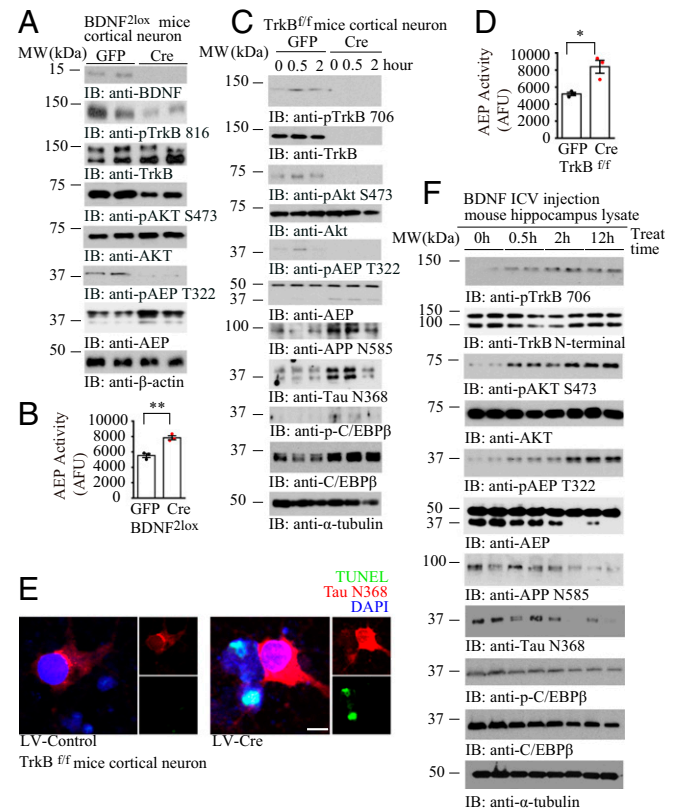 A
BDNF2lox mice
cortical neuron
MW (kDa)
GFP Cre
15
IB: anti-BDNF
150
IB: anti-pTrkB 816
150
IB: anti-TrkB
75
IB: anti-pAKT S473
75
IB: anti-AKT
37
IB: anti-pAEP T322
37
IB: anti-AEP
50
IB: anti-β-actin
B
**
10000
8000
6000
4000
2000
0
AEP Activity
(AFU)
GFP Cre
BDNF2lox
C
TrkBf/f mice cortical neuron
MW (kDa)
GFP Cre
0 0.5 2 0 0.5 2 hour
150
IB: anti-pTrkB 706
150
IB: anti-TrkB
75
IB: anti-pAkt S473
75
IB: anti-Akt
37
IB: anti-pAEP T322
50
37
IB: anti-AEP
100
IB: anti-APP N585
37
IB: anti-Tau N368
37
IB: anti-p-C/EBPβ
37
IB: anti-C/EBPβ
50
IB: anti-α-tubulin
D
*
10000
8000
6000
4000
2000
0
AEP Activity
(AFU)
GFP Cre
TrkB f/f
E
TUNEL
Tau N368
DAPI
LV-Control
LV-Cre
TrkB f/f mice cortical neuron
F
BDNF ICV injection
mouse hippocampus lysate
MW(kDa)
0h 0.5h 2h 12h
Treat
time
150
IB: anti-pTrkB 706
150
100
IB: anti-TrkB N-terminal
75
IB: anti-pAKT S473
75
IB: anti-AKT
37
IB: anti-pAEP T322
50
37
IB: anti-AEP
100
IB: anti-APP N585
37
IB: anti-Tau N368
37
IB: anti-p-C/EBPβ
37
IB: anti-C/EBPβ
50
IB: anti-α-tubulin